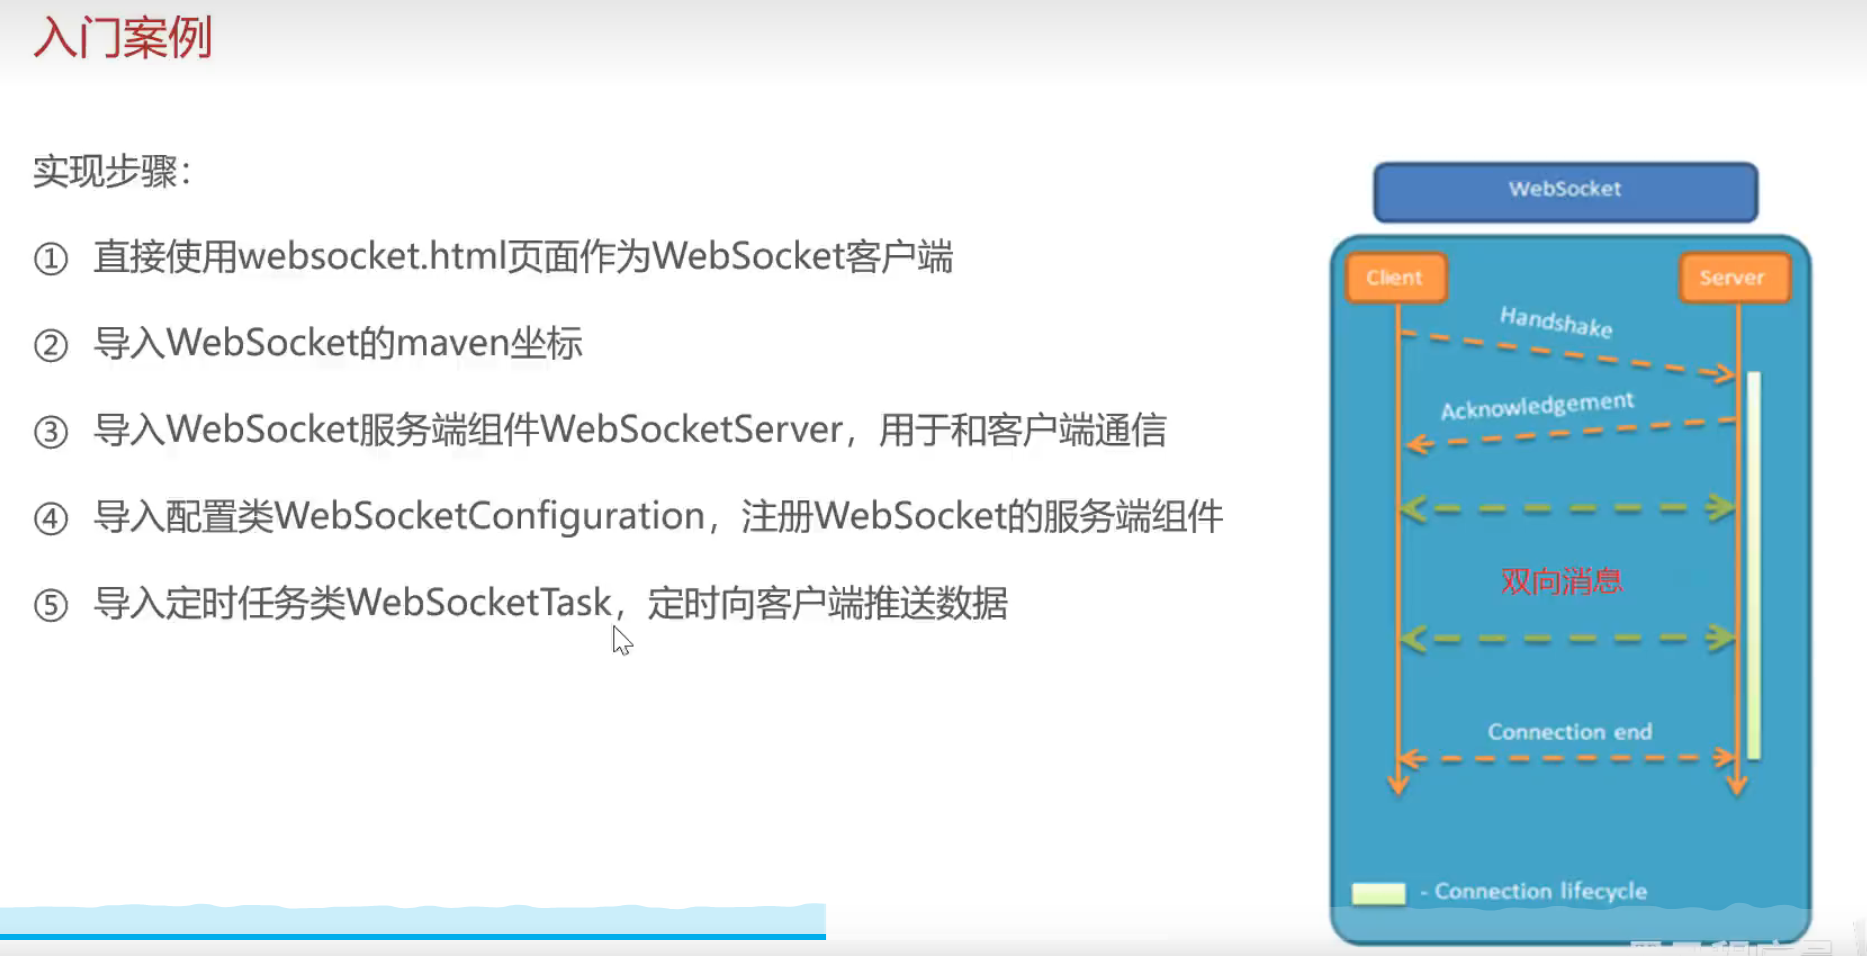 入门案例
实现步骤：
① 直接使用websocket.html页面作为WebSocket客户端
② 导入WebSocket的maven坐标
③ 导入WebSocket服务端组件WebSocketServer，用于和客户端通信
④ 导入配置类WebSocketConfiguration，注册WebSocket的服务端组件
⑤ 导入定时任务类WebSocketTask，定时向客户端推送数据
WebSocket
Client
Server
Handshake
Acknowledgement
双向消息
Connection end
- Connection lifecycle